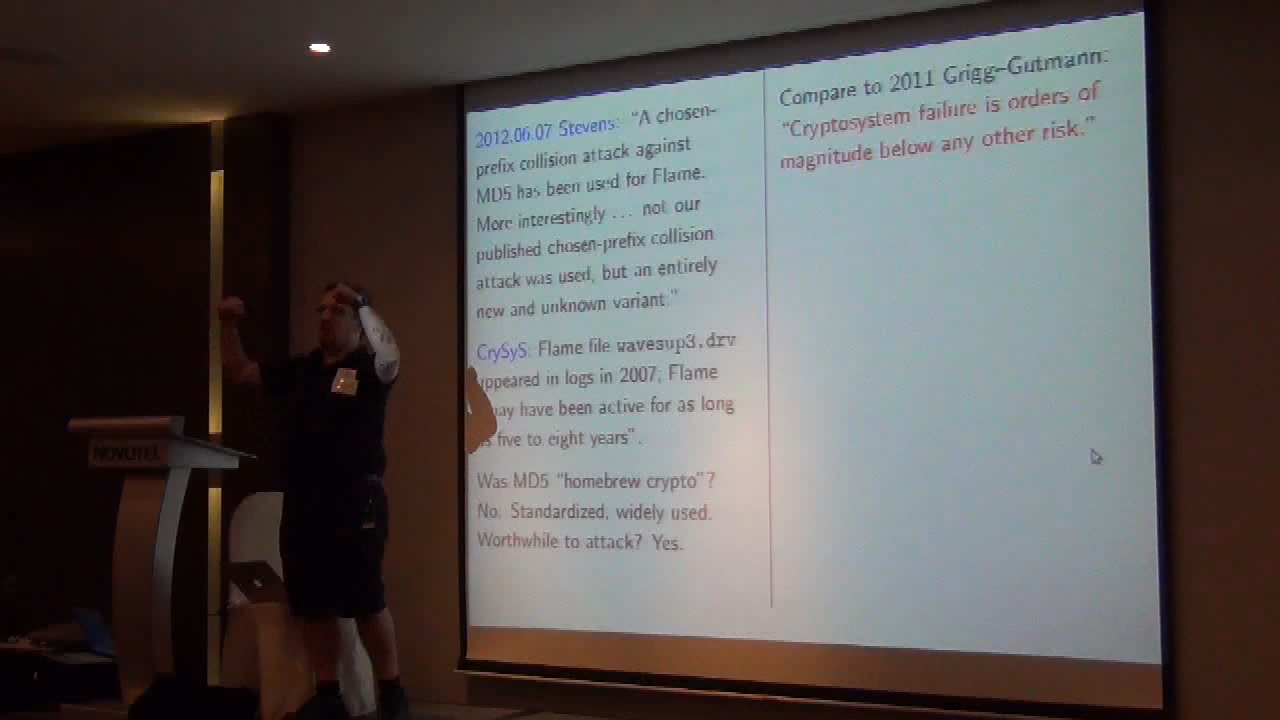 2012.06.07 Stevens: "A chosen-
prefix collision attack against
MD5 has been used for Flame.
More interestingly ... not our
published chosen-prefix collision
attack was used, but an entirely
new and unknown variant."
CrySyS: Flame file wavesup3.drv
appeared in logs in 2007; Flame
"may have been active for as long
as five to eight years".
Was MD5 "homebrew crypto"?
No. Standardized, widely used.
Worthwhile to attack? Yes.
Compare to 2011 Grigg–Gutmann:
"Cryptosystem failure is orders of
magnitude below any other risk."
NOVOTEL